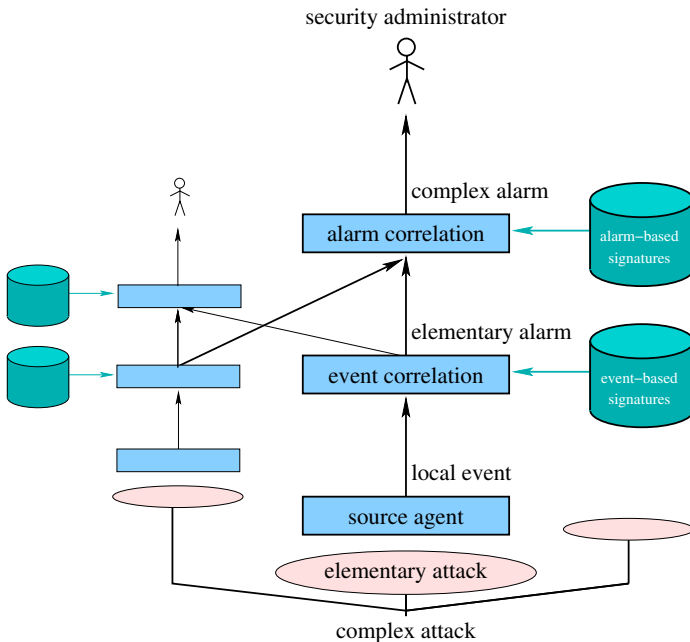 security administrator
complex alarm
alarm correlation
alarm−based
signatures
elementary alarm
event correlation
event−based
signatures
local event
source agent
elementary attack
complex attack